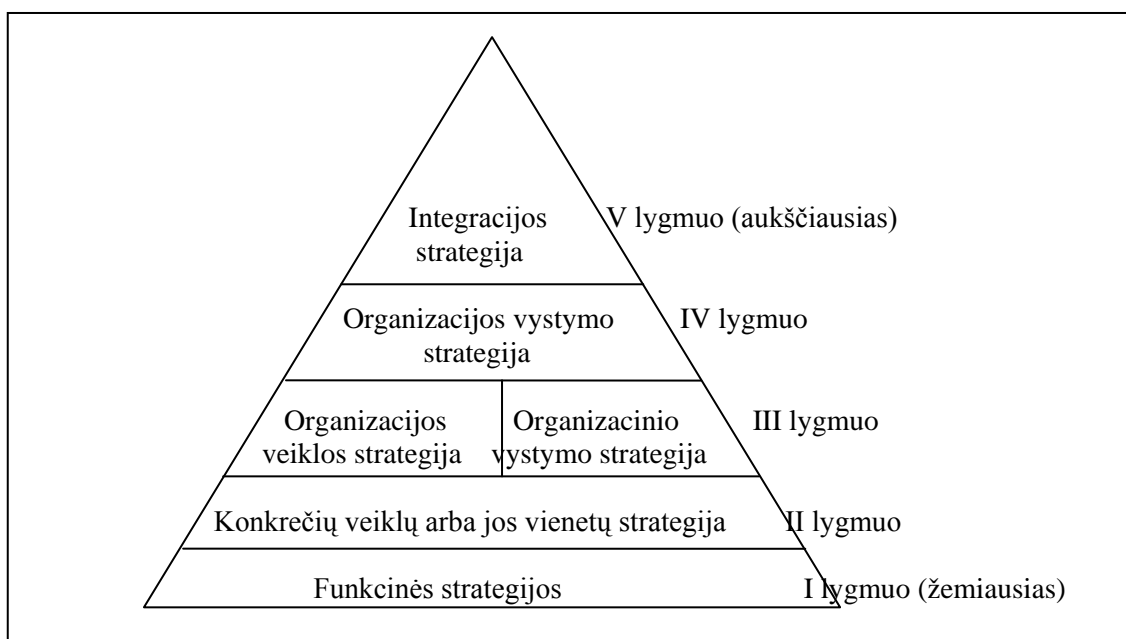 Integracijos
strategija
V lygmuo (aukščiausias)
Organizacijos vystymo
strategija
IV lygmuo
Organizacijos
veiklos strategija
Organizacinio
vystymo strategija
III lygmuo
Konkrečių veiklų arba jos vienetų strategija
II lygmuo
Funkcinės strategijos
I lygmuo (žemiausias)